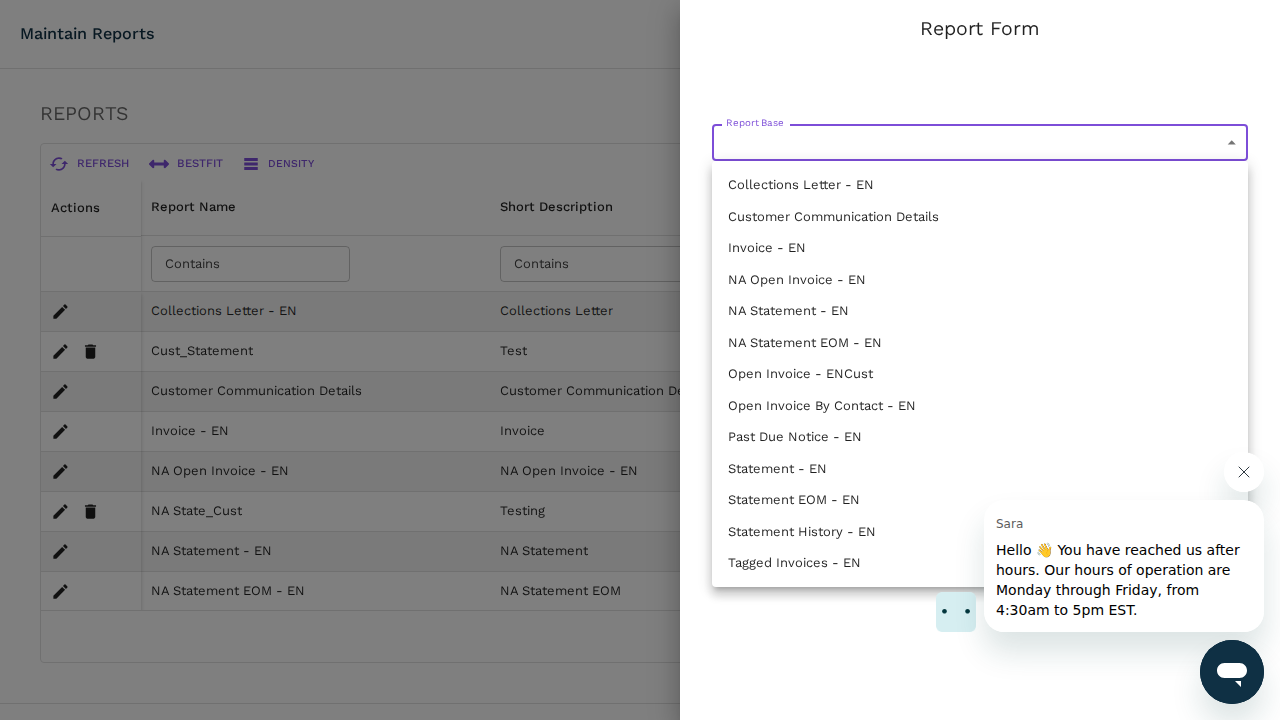 Maintain Reports
REPORTS
REFRESH BESTFIT DENSITY
Actions Report Name Short Description
Contains Contains
Collections Letter - EN Collections Letter
Cust_Statement Test
Customer Communication Details Customer Communication De
Invoice - EN Invoice
NA Open Invoice - EN NA Open Invoice - EN
NA State_Cust Testing
NA Statement - EN NA Statement
NA Statement EOM - EN NA Statement EOM
Report Form
Report Base
Collections Letter - EN
Customer Communication Details
Invoice - EN
NA Open Invoice - EN
NA Statement - EN
NA Statement EOM - EN
Open Invoice - ENCust
Open Invoice By Contact - EN
Past Due Notice - EN
Statement - EN
Statement EOM - EN
Statement History - EN
Tagged Invoices - EN
Sara
Hello 👋 You have reached us after
hours. Our hours of operation are
Monday through Friday, from
4:30am to 5pm EST.